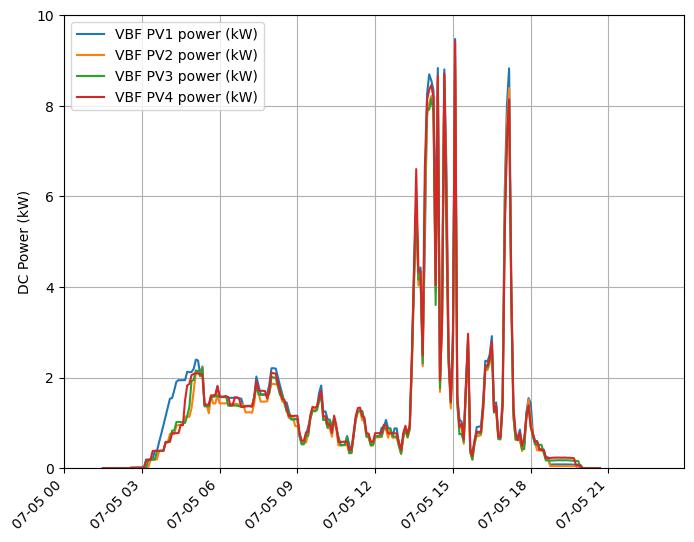 10
VBF PV1 power (kW)
VBF PV2 power (kW)
VBF PV3 power (kW)
VBF PV4 power (kW)
8
6
4
2
0
DC Power (kW)
07-05 00
07-05 03
07-05 06
07-05 09
07-05 12
07-05 15
07-05 18
07-05 21